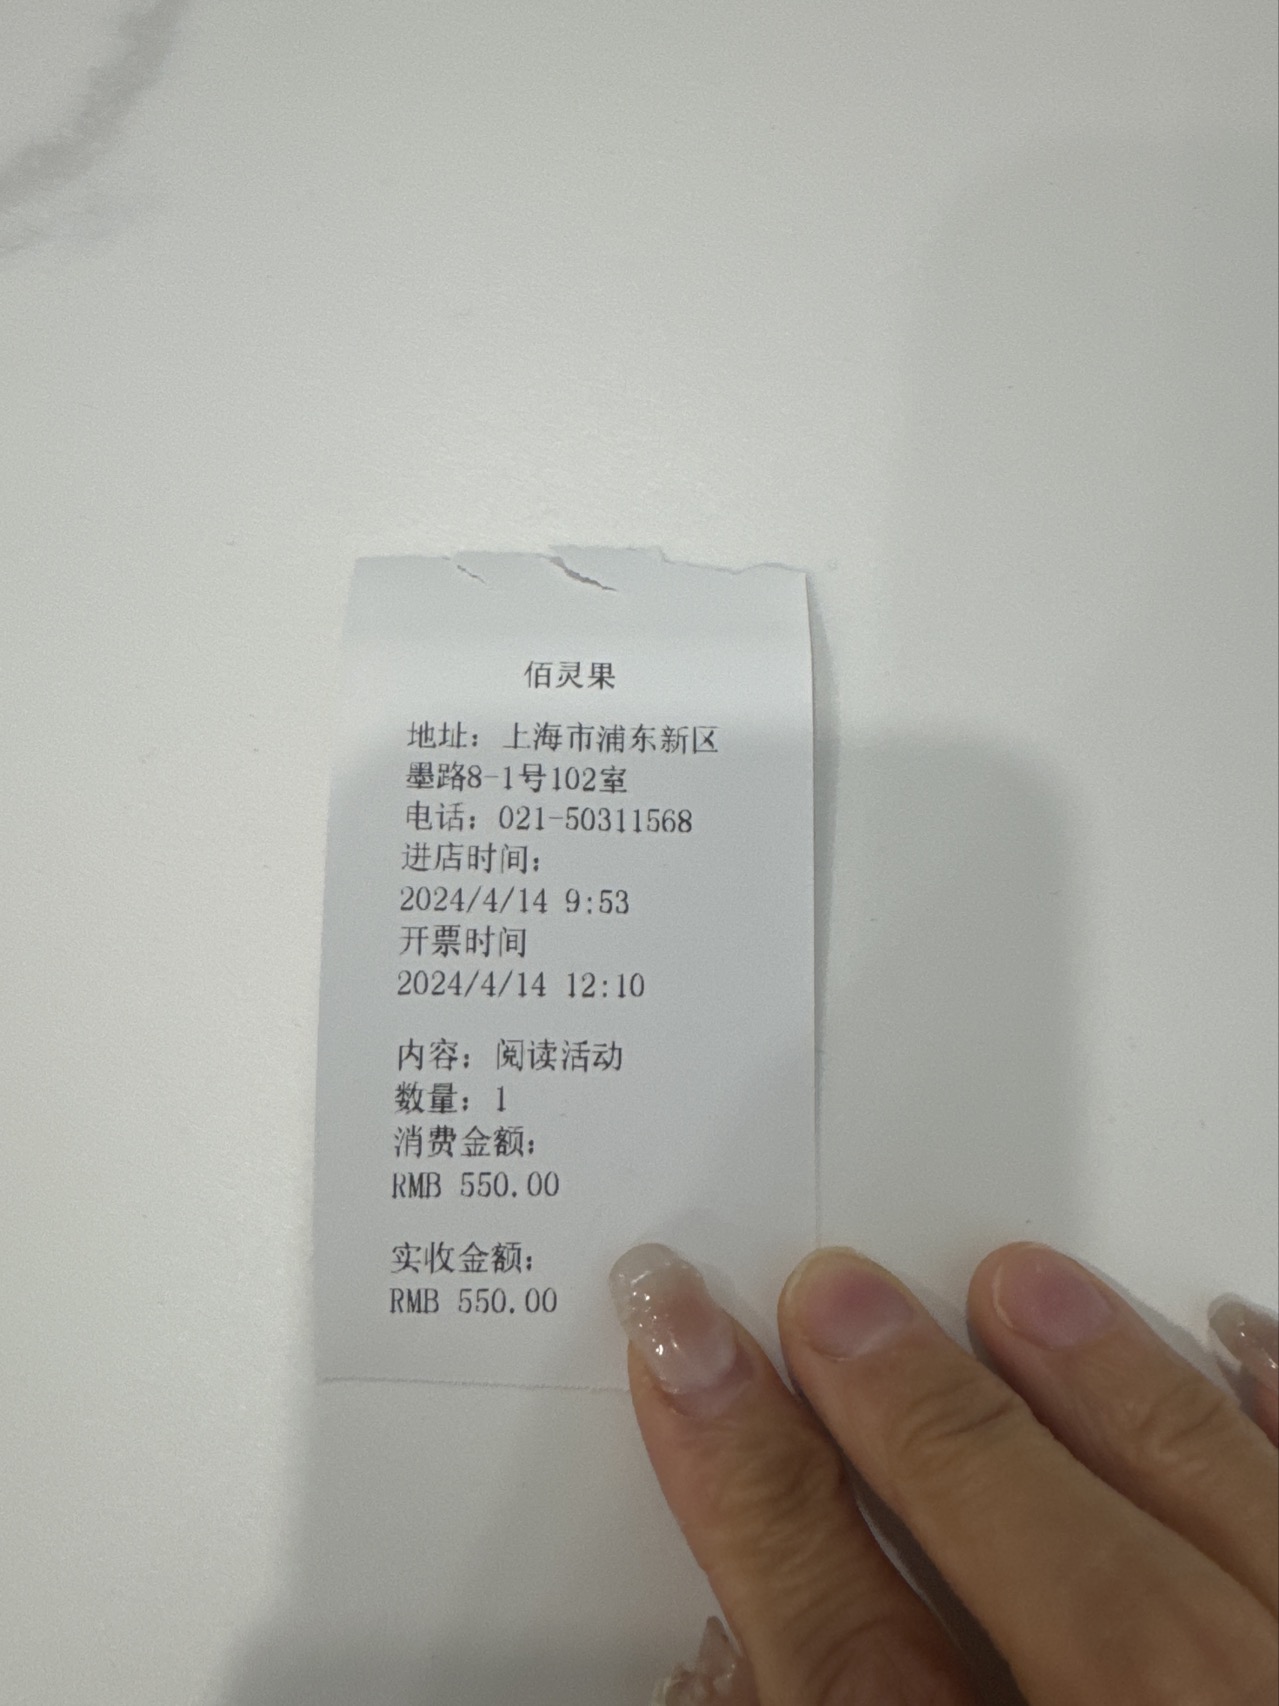 佰灵果
地址：上海市浦东新区
墨路8-1号102室
电话：021-50311568
进店时间：
2024/4/14 9:53
开票时间
2024/4/14 12:10
内容：阅读活动
数量：1
消费金额：
RMB 550.00
实收金额：
RMB 550.00